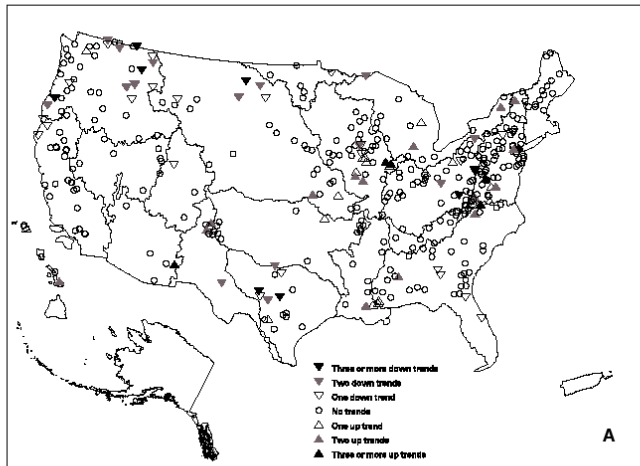 Three or more down trends
Two down trends
One down trend
No trends
One up trend
Two up trends
Three or more up trends
A